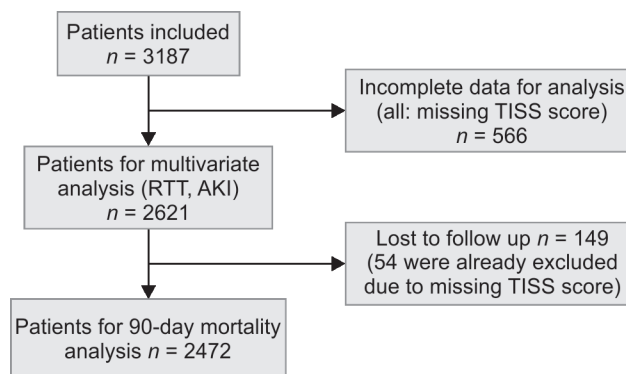 Patients included
n = 3187
Incomplete data for analysis
(all: missing TISS score)
n = 566
Patients for multivariate
analysis (RTT, AKI)
n = 2621
Lost to follow up n = 149
(54 were already excluded
due to missing TISS score)
Patients for 90-day mortality
analysis n = 2472